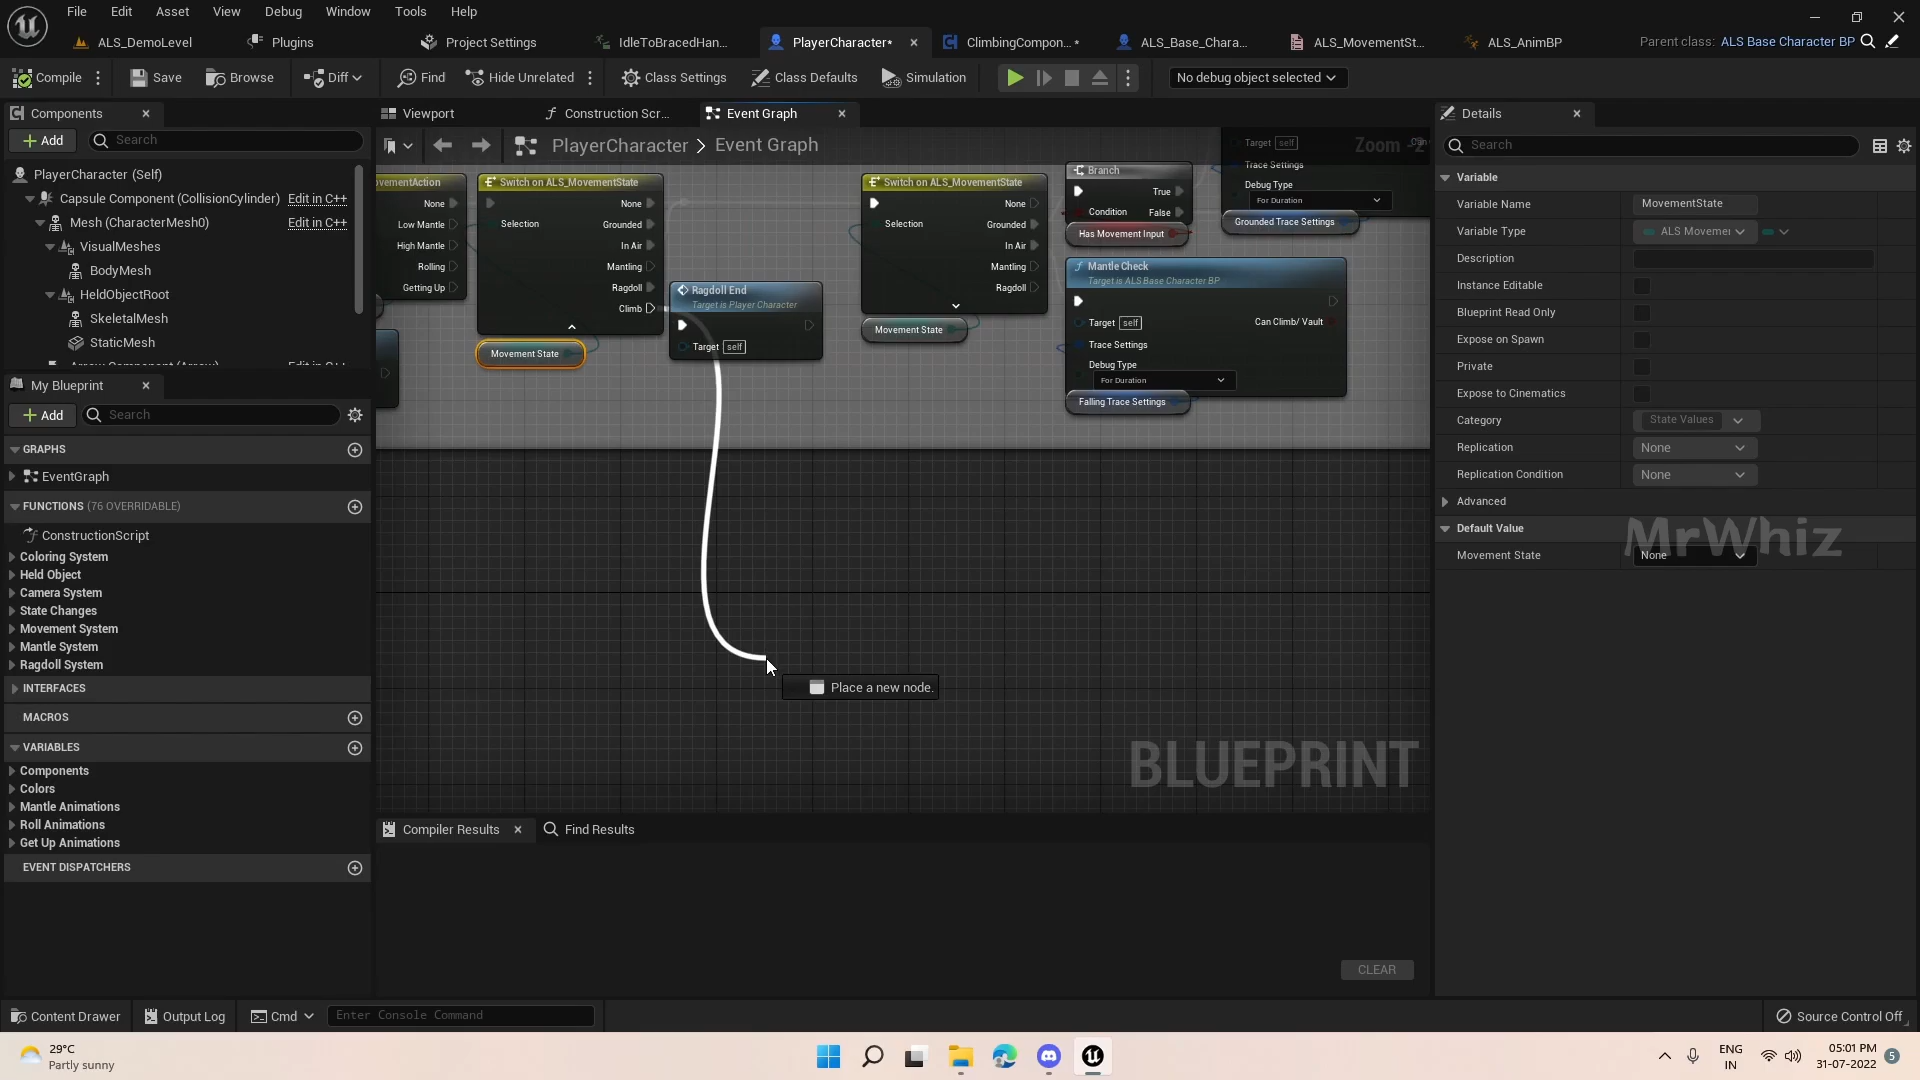 File Edit Asset View Debug Window Tools Help
ALS_DemoLevel Plugins Project Settings IdleToBracedHan... PlayerCharacter* ClimbingCompon...* ALS_Base_Chara... ALS_MovementSt... ALS_AnimBP Parent class: ALS Base Character BP
Compile Save Browse Diff Find Hide Unrelated Class Settings Class Defaults Simulation No debug object selected
Components
Add Search
PlayerCharacter (Self)
Capsule Component (CollisionCylinder) Edit in C++
Mesh (CharacterMesh0) Edit in C++
VisualMeshes
BodyMesh
HeldObjectRoot
SkeletalMesh
StaticMesh
My Blueprint
Add Search
GRAPHS
EventGraph
FUNCTIONS (76 OVERRIDABLE)
ConstructionScript
Coloring System
Held Object
Camera System
State Changes
Movement System
Mantle System
Ragdoll System
INTERFACES
MACROS
VARIABLES
Components
Colors
Mantle Animations
Roll Animations
Get Up Animations
EVENT DISPATCHERS
Viewport Construction Scr... Event Graph
PlayerCharacter > Event Graph
Zoom -2
ovementAction
None
Low Mantle
High Mantle
Rolling
Getting Up
Switch on ALS_MovementState
None
Selection Grounded
In Air
Mantling
Ragdoll
Climb
Movement State
Ragdoll End
Target is Player Character
Target self
Switch on ALS_MovementState
None
Selection Grounded
In Air
Mantling
Ragdoll
Movement State
Branch
True
Condition False
Has Movement Input
Target self
Trace Settings
Debug Type
For Duration
Grounded Trace Settings
Mantle Check
Target is ALS Base Character BP
Target self Can Climb/ Vault
Trace Settings
Debug Type
For Duration
Falling Trace Settings
Place a new node.
BLUEPRINT
Compiler Results Find Results
CLEAR
Details
Search
Variable
Variable Name MovementState
Variable Type ALS Movemer
Description
Instance Editable
Blueprint Read Only
Expose on Spawn
Private
Expose to Cinematics
Category State Values
Replication None
Replication Condition None
Advanced
Default Value
Movement State None
MrWhiz
Content Drawer Output Log Cmd Enter Console Command Source Control Off
29°C
Partly sunny
ENG
IN
05:01 PM
31-07-2022
5